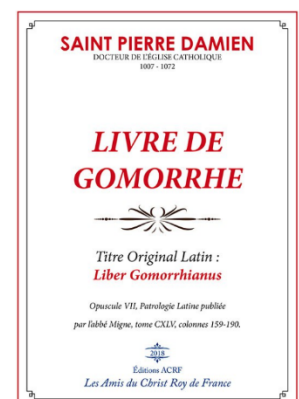 SAINT PIERRE DAMIEN
DOCTEUR DE L'ÉGLISE CATHOLIQUE
1007 - 1072
LIVRE DE
GOMORRHE
Titre Original Latin :
Liber Gomorrhianus
Opuscule VII, Patrologie Latine publiée
par l'abbé Migne, tome CXLV, colonnes 159-190.
2018
Éditions ACRF
Les Amis du Christ Roy de France